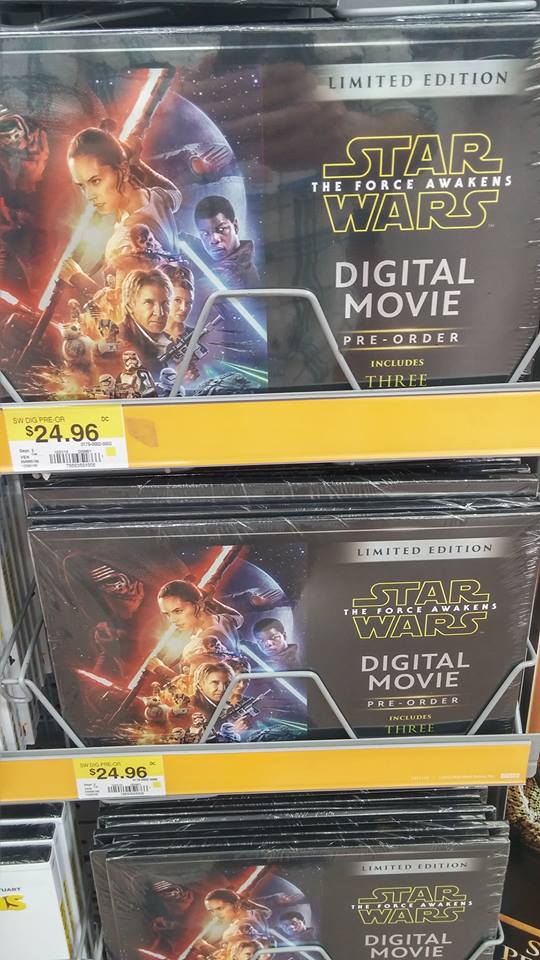 LIMITED EDITION
STAR
THE FORCE AWAKENS
WARS
DIGITAL
MOVIE
PRE-ORDER
INCLUDES
THREE
SW DIG PRE-OR DC
$24.96
LIMITED EDITION
STAR
THE FORCE AWAKENS
WARS
DIGITAL
MOVIE
PRE-ORDER
INCLUDES
THREE
SW DIG PRE-OR DC
$24.96
LIMITED EDITION
STAR
THE FORCE AWAKENS
WARS
DIGITAL
MOVIE